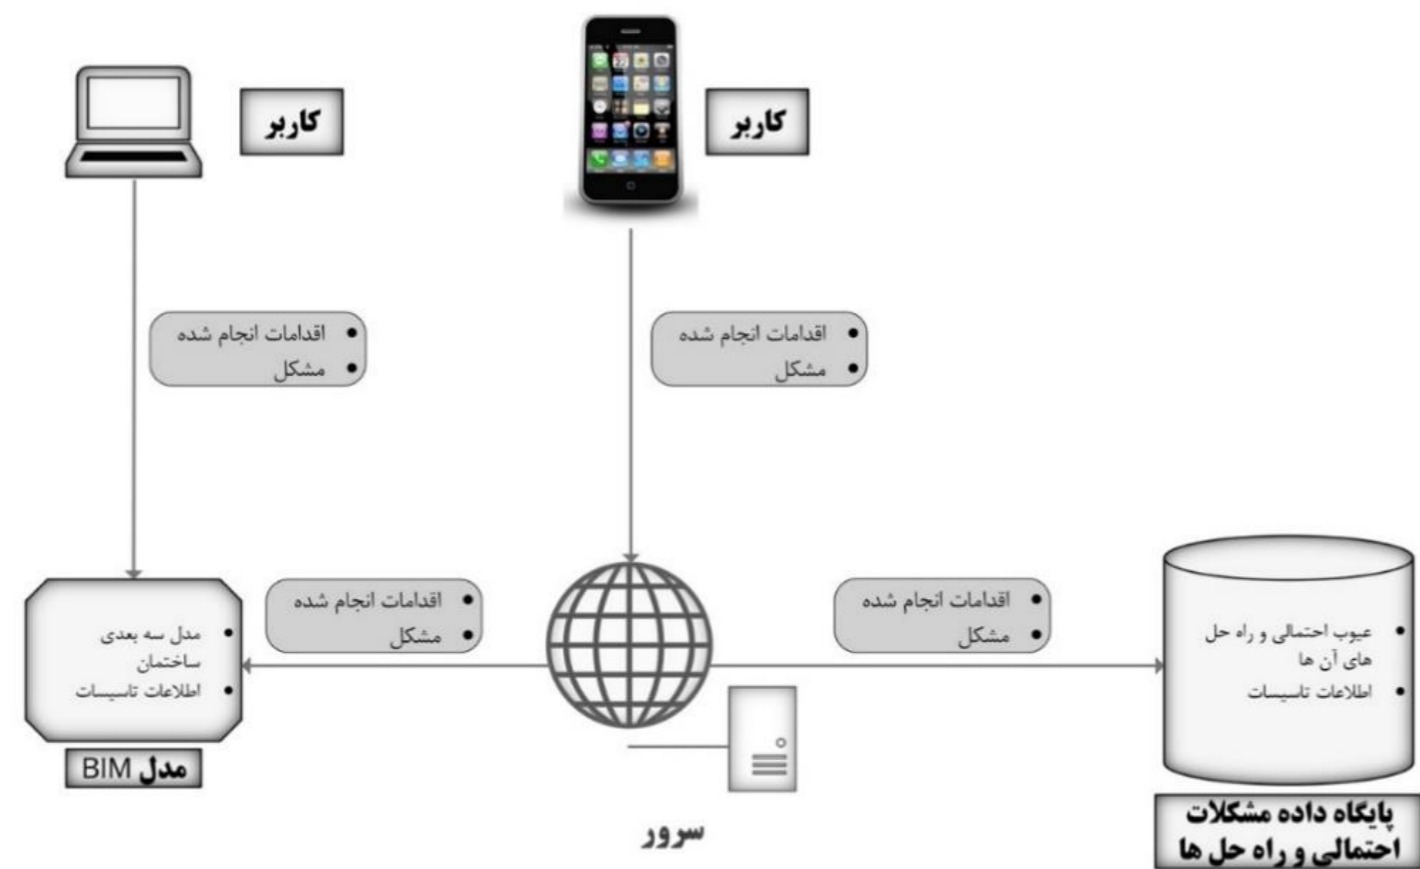 کاربر
کاربر
• اقدامات انجام شده
• مشکل
• اقدامات انجام شده
• مشکل
• اقدامات انجام شده
• مشکل
• اقدامات انجام شده
• مشکل
• عیوب احتمالی و راه حل
های آن ها
• اطلاعات تاسیسات
• مدل سه بعدی
ساختمان
• اطلاعات تاسیسات
مدل BIM
سرور
پایگاه داده مشکلات
احتمالی و راه حل ها